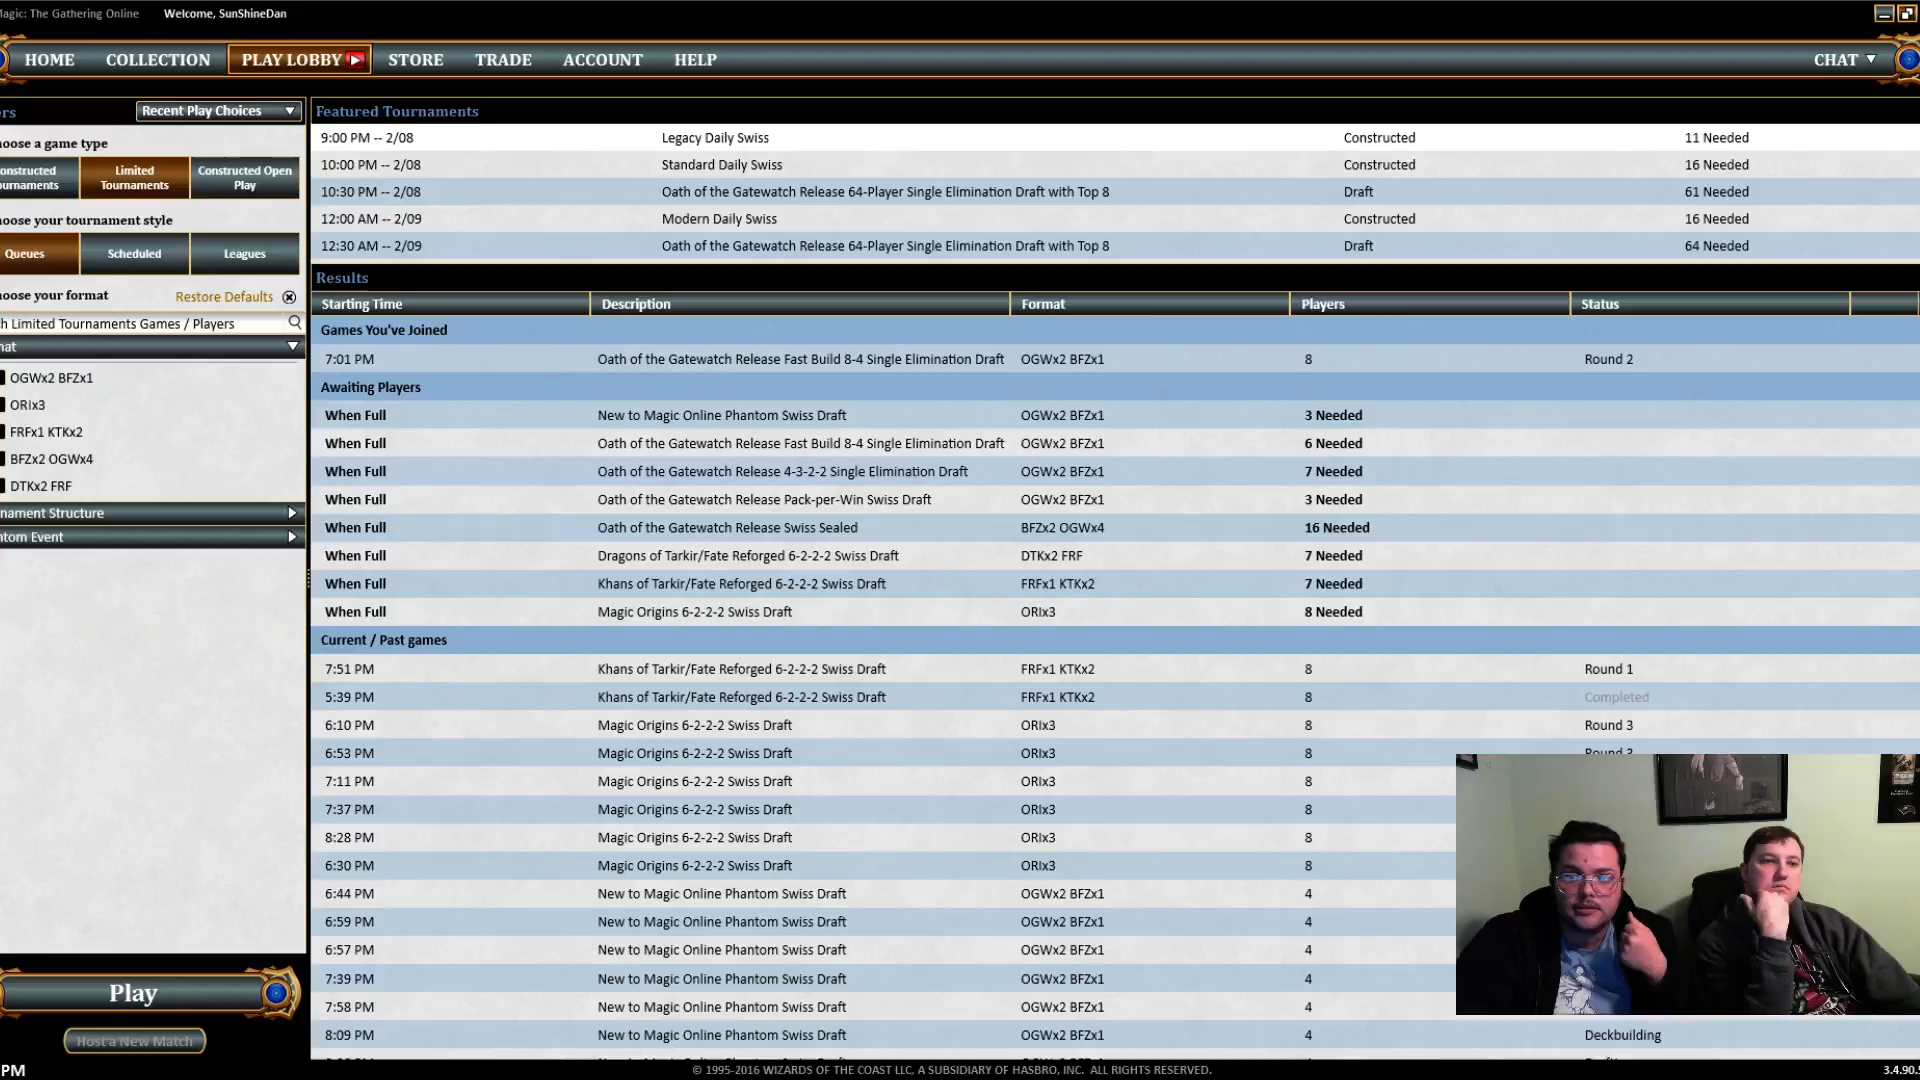 Magic: The Gathering Online Welcome, SunShineDan
HOME COLLECTION PLAY LOBBY STORE TRADE ACCOUNT HELP CHAT
Recent Play Choices
Choose a game type
Constructed Tournaments
Limited Tournaments
Constructed Open Play
Choose your tournament style
Queues Scheduled Leagues
Choose your format Restore Defaults
Limited Tournaments Games / Players
OGWx2 BFZx1
ORIx3
FRFx1 KTKx2
BFZx2 OGWx4
DTKx2 FRF
Tournament Structure
Phantom Event
Play
Host a New Match
PM
Featured Tournaments
9:00 PM -- 2/08 Legacy Daily Swiss Constructed 11 Needed
10:00 PM -- 2/08 Standard Daily Swiss Constructed 16 Needed
10:30 PM -- 2/08 Oath of the Gatewatch Release 64-Player Single Elimination Draft with Top 8 Draft 61 Needed
12:00 AM -- 2/09 Modern Daily Swiss Constructed 16 Needed
12:30 AM -- 2/09 Oath of the Gatewatch Release 64-Player Single Elimination Draft with Top 8 Draft 64 Needed
Results
Starting Time Description Format Players Status
Games You've Joined
7:01 PM Oath of the Gatewatch Release Fast Build 8-4 Single Elimination Draft OGWx2 BFZx1 8 Round 2
Awaiting Players
When Full New to Magic Online Phantom Swiss Draft OGWx2 BFZx1 3 Needed
When Full Oath of the Gatewatch Release Fast Build 8-4 Single Elimination Draft OGWx2 BFZx1 6 Needed
When Full Oath of the Gatewatch Release 4-3-2-2 Single Elimination Draft OGWx2 BFZx1 7 Needed
When Full Oath of the Gatewatch Release Pack-per-Win Swiss Draft OGWx2 BFZx1 3 Needed
When Full Oath of the Gatewatch Release Swiss Sealed BFZx2 OGWx4 16 Needed
When Full Dragons of Tarkir/Fate Reforged 6-2-2-2 Swiss Draft DTKx2 FRF 7 Needed
When Full Khans of Tarkir/Fate Reforged 6-2-2-2 Swiss Draft FRFx1 KTKx2 7 Needed
When Full Magic Origins 6-2-2-2 Swiss Draft ORIx3 8 Needed
Current / Past games
7:51 PM Khans of Tarkir/Fate Reforged 6-2-2-2 Swiss Draft FRFx1 KTKx2 8 Round 1
5:39 PM Khans of Tarkir/Fate Reforged 6-2-2-2 Swiss Draft FRFx1 KTKx2 8 Completed
6:10 PM Magic Origins 6-2-2-2 Swiss Draft ORIx3 8 Round 3
6:53 PM Magic Origins 6-2-2-2 Swiss Draft ORIx3 8 Round 3
7:11 PM Magic Origins 6-2-2-2 Swiss Draft ORIx3 8
7:37 PM Magic Origins 6-2-2-2 Swiss Draft ORIx3 8
8:28 PM Magic Origins 6-2-2-2 Swiss Draft ORIx3 8
6:30 PM Magic Origins 6-2-2-2 Swiss Draft ORIx3 8
6:44 PM New to Magic Online Phantom Swiss Draft OGWx2 BFZx1 4
6:59 PM New to Magic Online Phantom Swiss Draft OGWx2 BFZx1 4
6:57 PM New to Magic Online Phantom Swiss Draft OGWx2 BFZx1 4
7:39 PM New to Magic Online Phantom Swiss Draft OGWx2 BFZx1 4
7:58 PM New to Magic Online Phantom Swiss Draft OGWx2 BFZx1 4
8:09 PM New to Magic Online Phantom Swiss Draft OGWx2 BFZx1 4 Deckbuilding
© 1995-2016 WIZARDS OF THE COAST LLC, A SUBSIDIARY OF HASBRO, INC. ALL RIGHTS RESERVED. 3.4.90.